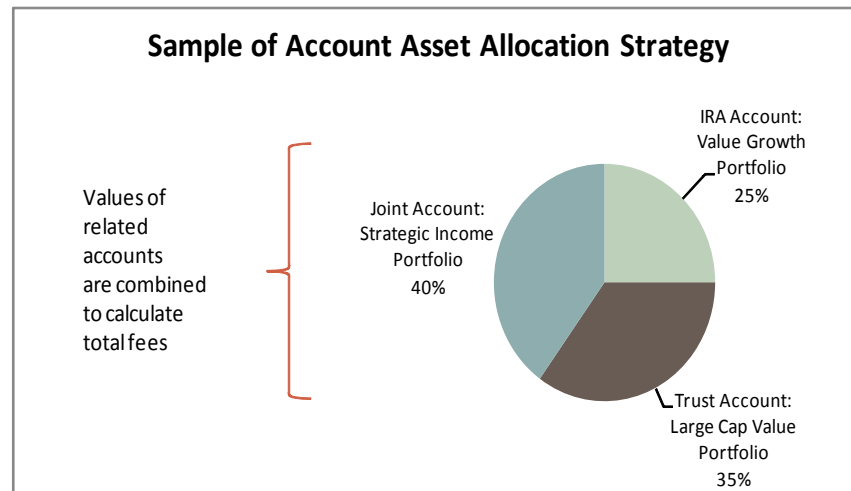 Sample of Account Asset Allocation Strategy
Values of
related
accounts
are combined
to calculate
total fees
Joint Account:
Strategic Income
Portfolio
40%
IRA Account:
Value Growth
Portfolio
25%
Trust Account:
Large Cap Value
Portfolio
35%